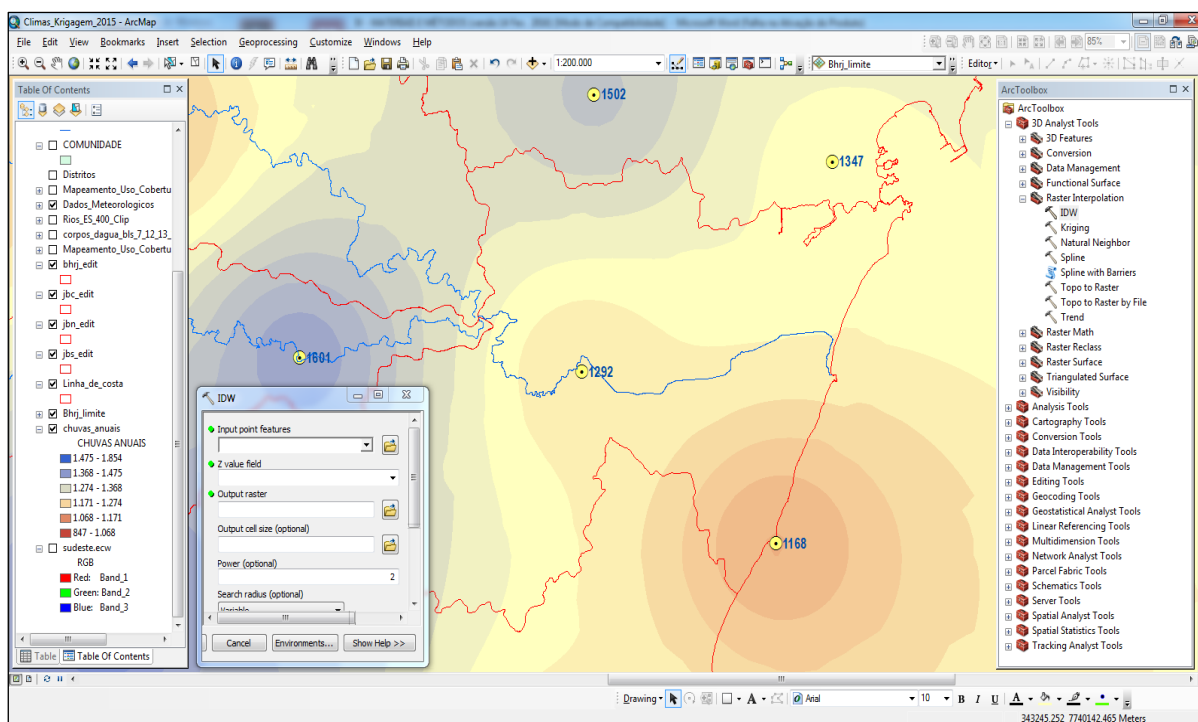 Climas_Krigagem_2015 - ArcMap
File Edit View Bookmarks Insert Selection Geoprocessing Customize Windows Help
85%
1:200.000
Bhrj_limite
Editor
Table Of Contents
COMUNIDADE
Distritos
Mapeamento_Uso_Cobertu
Dados_Meteorologicos
Rios_ES_400_Clip
corpos_dagua_bls_7_12_13_
Mapeamento_Uso_Cobertu
bhrj_edit
jbc_edit
jbn_edit
jbs_edit
Linha_de_costa
Bhrj_limite
chuvas_anuais
CHUVAS ANUAIS
1.475 - 1.854
1.368 - 1.475
1.274 - 1.368
1.171 - 1.274
1.068 - 1.171
847 - 1.068
sudeste.ecw
RGB
Red: Band_1
Green: Band_2
Blue: Band_3
Table
Table Of Contents
1502
1347
1601
1292
1168
IDW
Input point features
Z value field
Output raster
Output cell size (optional)
Power (optional)
2
Search radius (optional)
Variable
Cancel
Environments...
Show Help >>
ArcToolbox
ArcToolbox
3D Analyst Tools
3D Features
Conversion
Data Management
Functional Surface
Raster Interpolation
IDW
Kriging
Natural Neighbor
Spline
Spline with Barriers
Topo to Raster
Topo to Raster by File
Trend
Raster Math
Raster Reclass
Raster Surface
Triangulated Surface
Visibility
Analysis Tools
Cartography Tools
Conversion Tools
Data Interoperability Tools
Data Management Tools
Editing Tools
Geocoding Tools
Geostatistical Analyst Tools
Linear Referencing Tools
Multidimension Tools
Network Analyst Tools
Parcel Fabric Tools
Schematics Tools
Server Tools
Spatial Analyst Tools
Spatial Statistics Tools
Tracking Analyst Tools
Drawing
A
Arial
10
B I U A
343245.252 7740142.465 Meters